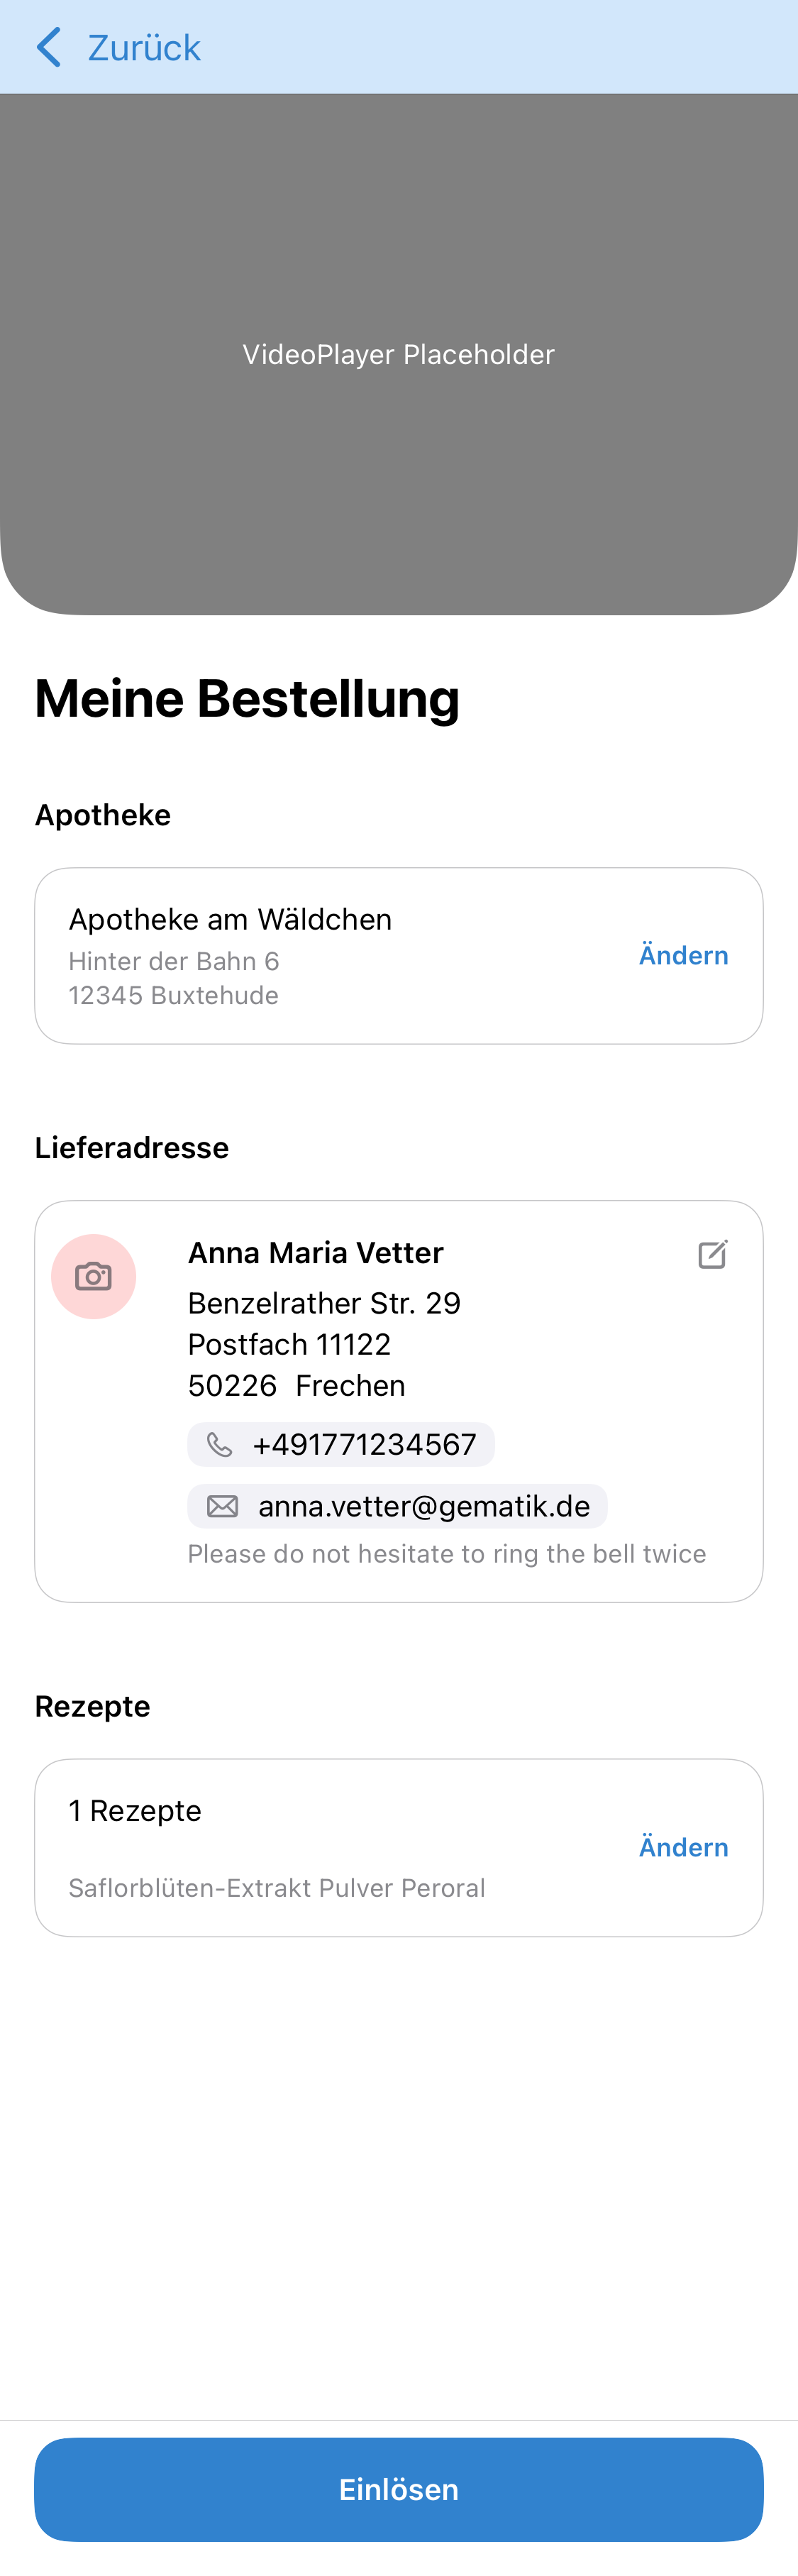 Zurück
VideoPlayer Placeholder
Meine Bestellung
Apotheke
Apotheke am Wäldchen
Hinter der Bahn 6
12345 Buxtehude
Ändern
Lieferadresse
Anna Maria Vetter
Benzelrather Str. 29
Postfach 11122
50226 Frechen
+491771234567
anna.vetter@gematik.de
Please do not hesitate to ring the bell twice
Rezepte
1 Rezepte
Ändern
Saflorblüten-Extrakt Pulver Peroral
Einlösen